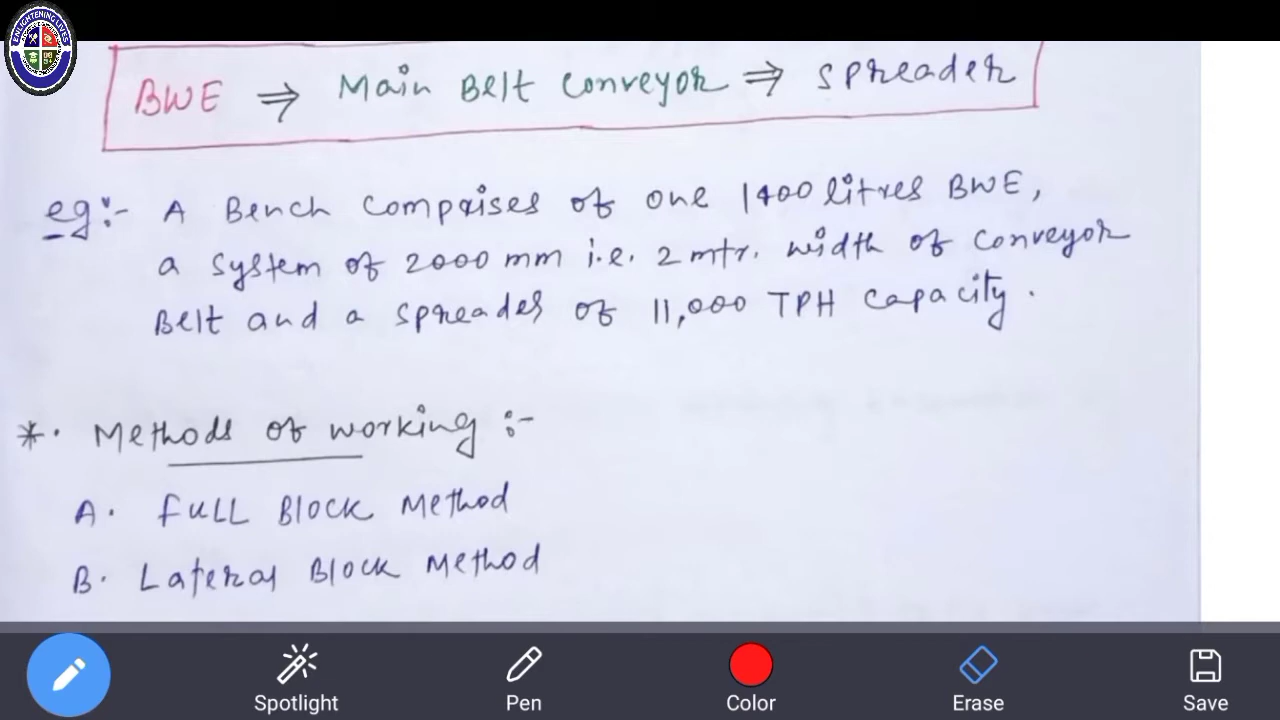 ENLIGHTENING LIVES
BWE ⇒ Main Belt Conveyor ⇒ Spreader
eg:- A Bench comprises of one 1400 litres BWE,
a system of 2000 mm i.e. 2 mtr. width of conveyor
Belt and a spreader of 11,000 TPH capacity.
*. Methods of working :-
A. Full Block Method
B. Lateral Block Method
Spotlight
Pen
Color
Erase
Save